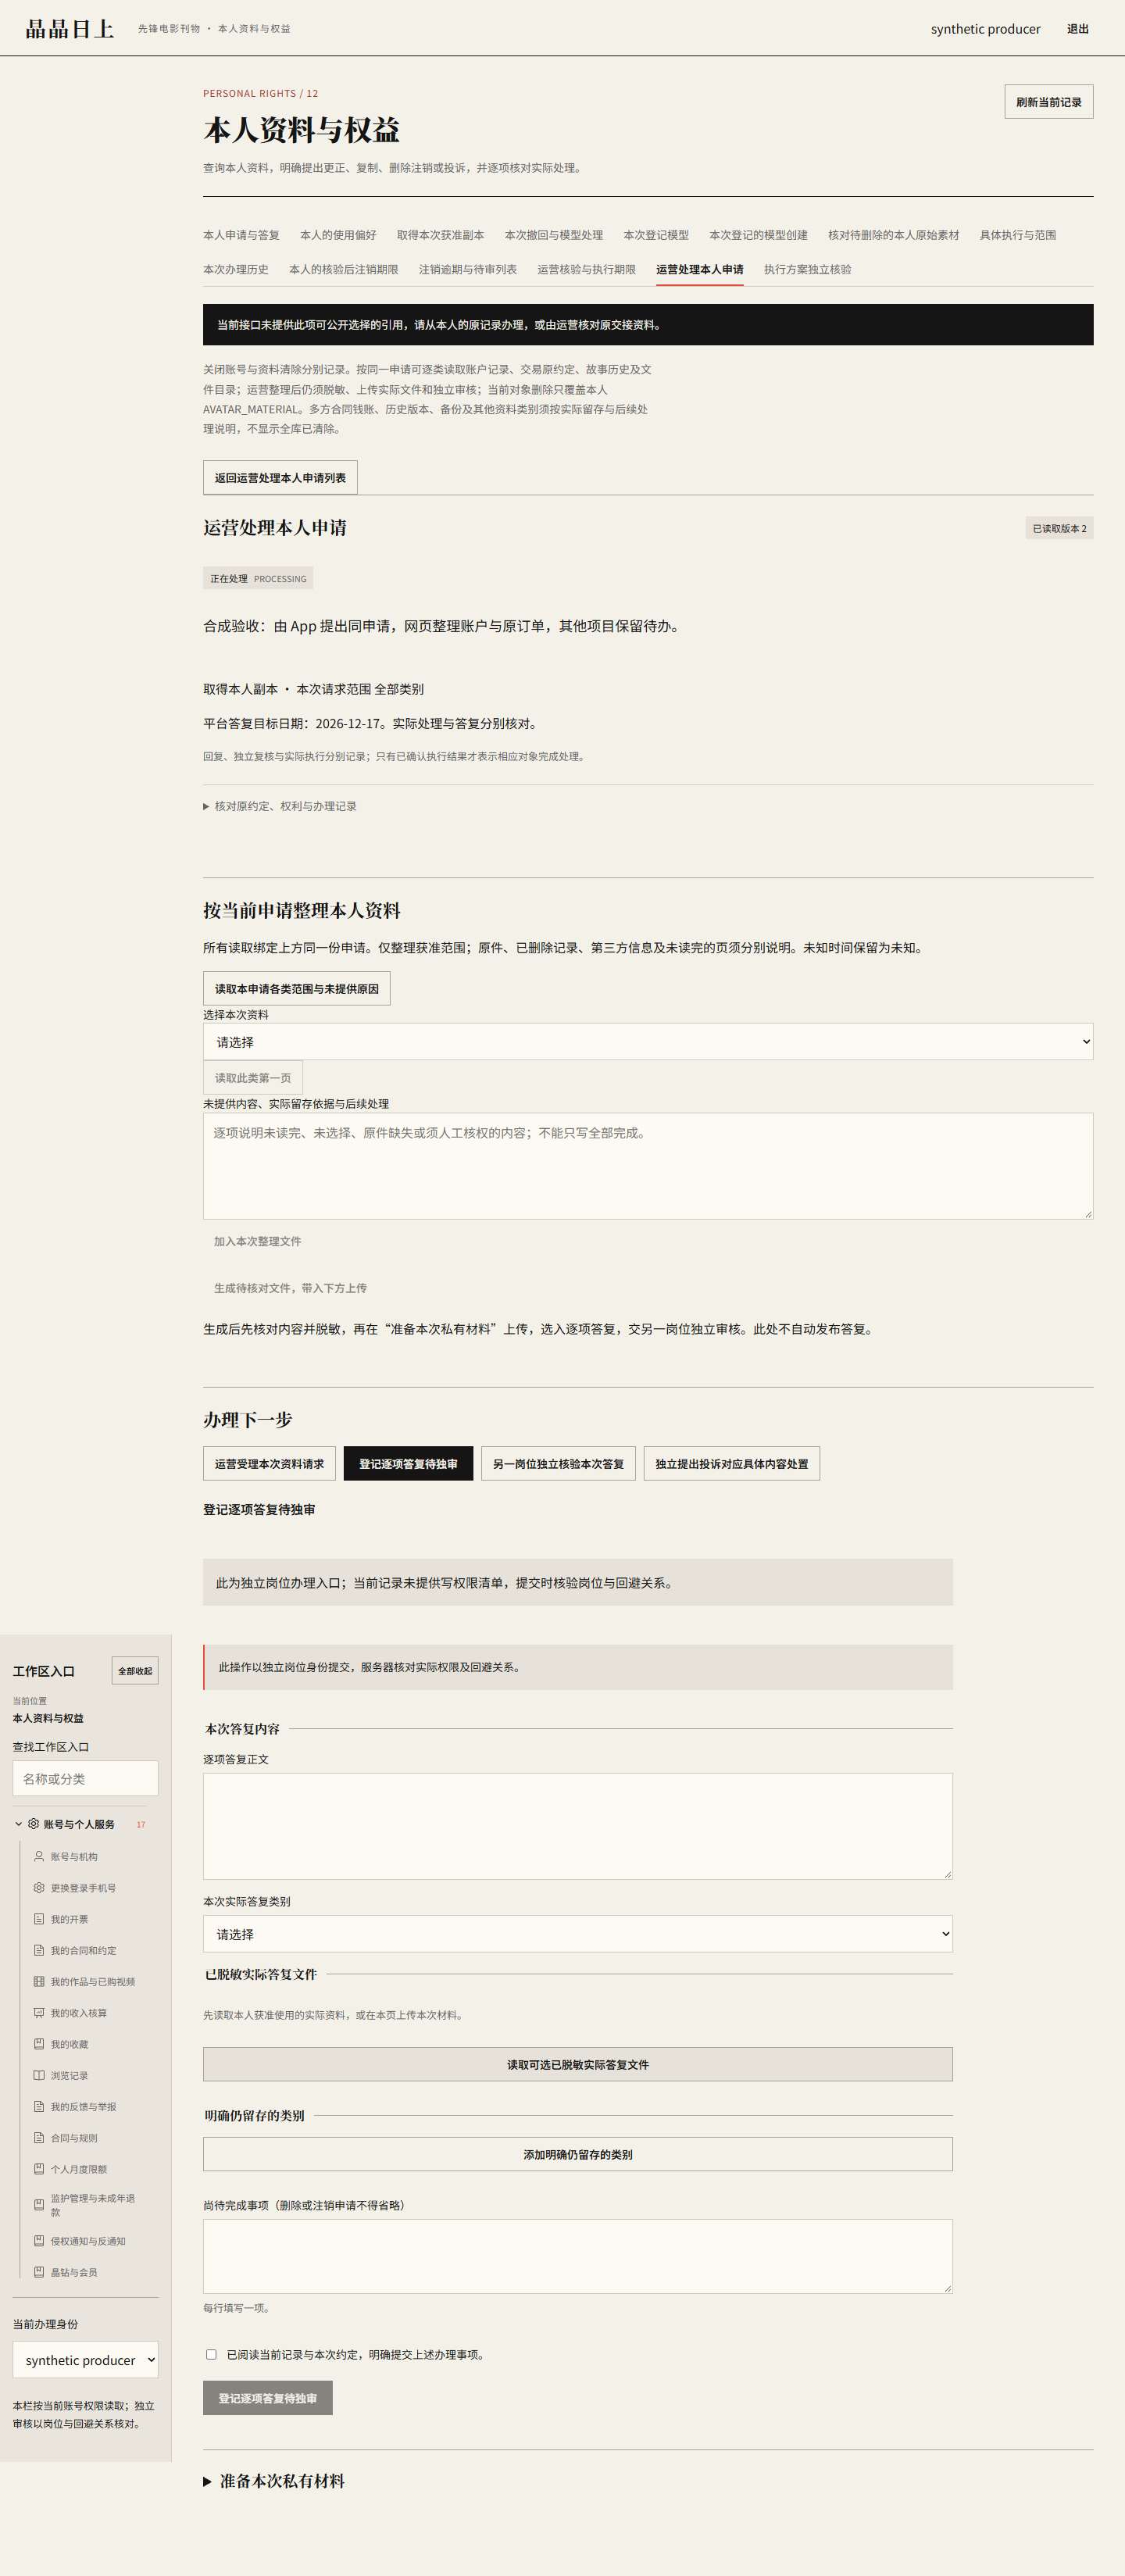 晶晶日上
先锋电影刊物 · 本人资料与权益
synthetic producer
退出
PERSONAL RIGHTS / 12
刷新当前记录
本人资料与权益
查询本人资料，明确提出更正、复制、删除注销或投诉，并逐项核对实际处理。
本人申请与答复
本人的使用偏好
取得本次获准副本
本次撤回与模型处理
本次登记模型
本次登记的模型创建
核对待删除的本人原始素材
具体执行与范围
本次办理历史
本人的核验后注销期限
注销逾期与待审列表
运营核验与执行期限
运营处理本人申请
执行方案独立核验
当前接口未提供此项可公开选择的引用，请从本人的原记录办理，或由运营核对原交接资料。
关闭账号与资料清除分别记录。按同一申请可逐类读取账户记录、交易原约定、故事历史及文
件目录；运营整理后仍须脱敏、上传实际文件和独立审核；当前对象删除只覆盖本人
AVATAR_MATERIAL。多方合同钱账、历史版本、备份及其他资料类别须按实际留存与后续处
理说明，不显示全库已清除。
返回运营处理本人申请列表
运营处理本人申请
已读取版本 2
正在处理 PROCESSING
合成验收：由 App 提出同申请，网页整理账户与原订单，其他项目保留待办。
取得本人副本 · 本次请求范围 全部类别
平台答复目标日期：2026-12-17。实际处理与答复分别核对。
回复、独立复核与实际执行分别记录；只有已确认执行结果才表示相应对象完成处理。
核对原约定、权利与办理记录
按当前申请整理本人资料
所有读取绑定上方同一份申请。仅整理获准范围；原件、已删除记录、第三方信息及未读完的页须分别说明。未知时间保留为未知。
读取本申请各类范围与未提供原因
选择本次资料
请选择
读取此类第一页
未提供内容、实际留存依据与后续处理
逐项说明未读完、未选择、原件缺失或须人工核权的内容；不能只写全部完成。
加入本次整理文件
生成待核对文件，带入下方上传
生成后先核对内容并脱敏，再在“准备本次私有材料”上传，选入逐项答复，交另一岗位独立审核。此处不自动发布答复。
办理下一步
运营受理本次资料请求
登记逐项答复待独审
另一岗位独立核验本次答复
独立提出投诉对应具体内容处置
登记逐项答复待独审
此为独立岗位办理入口；当前记录未提供写权限清单，提交时核验岗位与回避关系。
此操作以独立岗位身份提交，服务器核对实际权限及回避关系。
本次答复内容
逐项答复正文
本次实际答复类别
请选择
已脱敏实际答复文件
先读取本人获准使用的实际资料，或在本页上传本次材料。
读取可选已脱敏实际答复文件
明确仍留存的类别
添加明确仍留存的类别
尚待完成事项（删除或注销申请不得省略）
每行填写一项。
已阅读当前记录与本次约定，明确提交上述办理事项。
登记逐项答复待独审
准备本次私有材料
工作区入口
全部收起
当前位置
本人资料与权益
查找工作区入口
名称或分类
账号与个人服务
17
账号与机构
更换登录手机号
我的开票
我的合同和约定
我的作品与已购视频
我的收入核算
我的收藏
浏览记录
我的反馈与举报
合同与规则
个人月度限额
监护管理与未成年退
款
侵权通知与反通知
晶钻与会员
当前办理身份
synthetic producer
本栏按当前账号权限读取；独立
审核以岗位与回避关系核对。